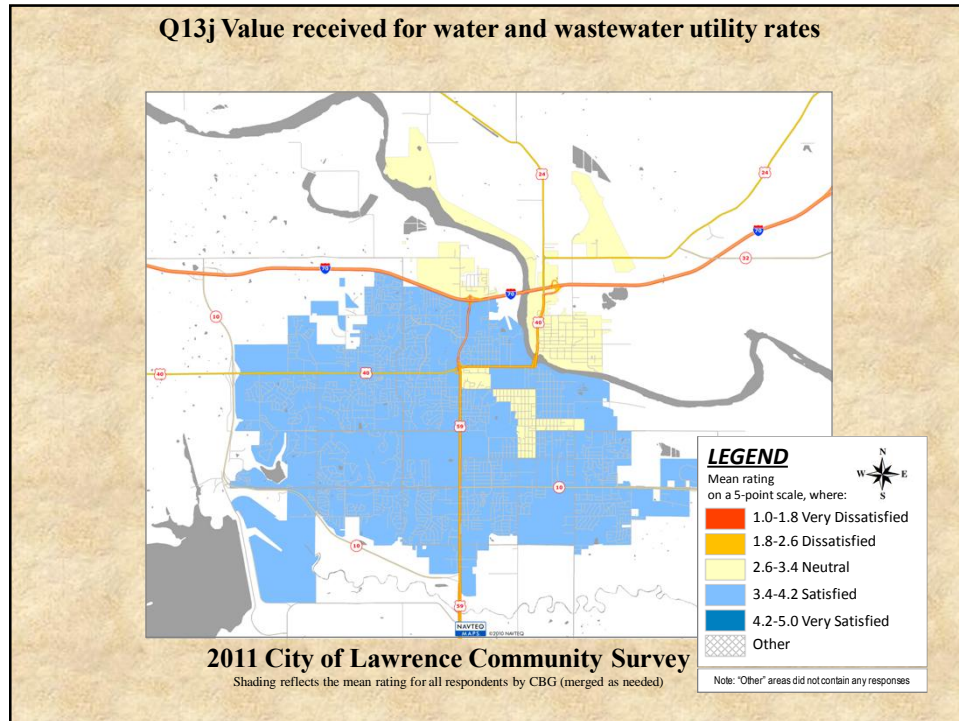 Q13j Value received for water and wastewater utility rates
24
24
70
32
70
70
10
40
40
40
59
10
10
59
NAVTEQ
MAPS ©2010 NAVTEQ
LEGEND
N
W E
S
Mean rating
on a 5-point scale, where:
1.0-1.8 Very Dissatisfied
1.8-2.6 Dissatisfied
2.6-3.4 Neutral
3.4-4.2 Satisfied
4.2-5.0 Very Satisfied
Other
2011 City of Lawrence Community Survey
Shading reflects the mean rating for all respondents by CBG (merged as needed)
Note: "Other" areas did not contain any responses